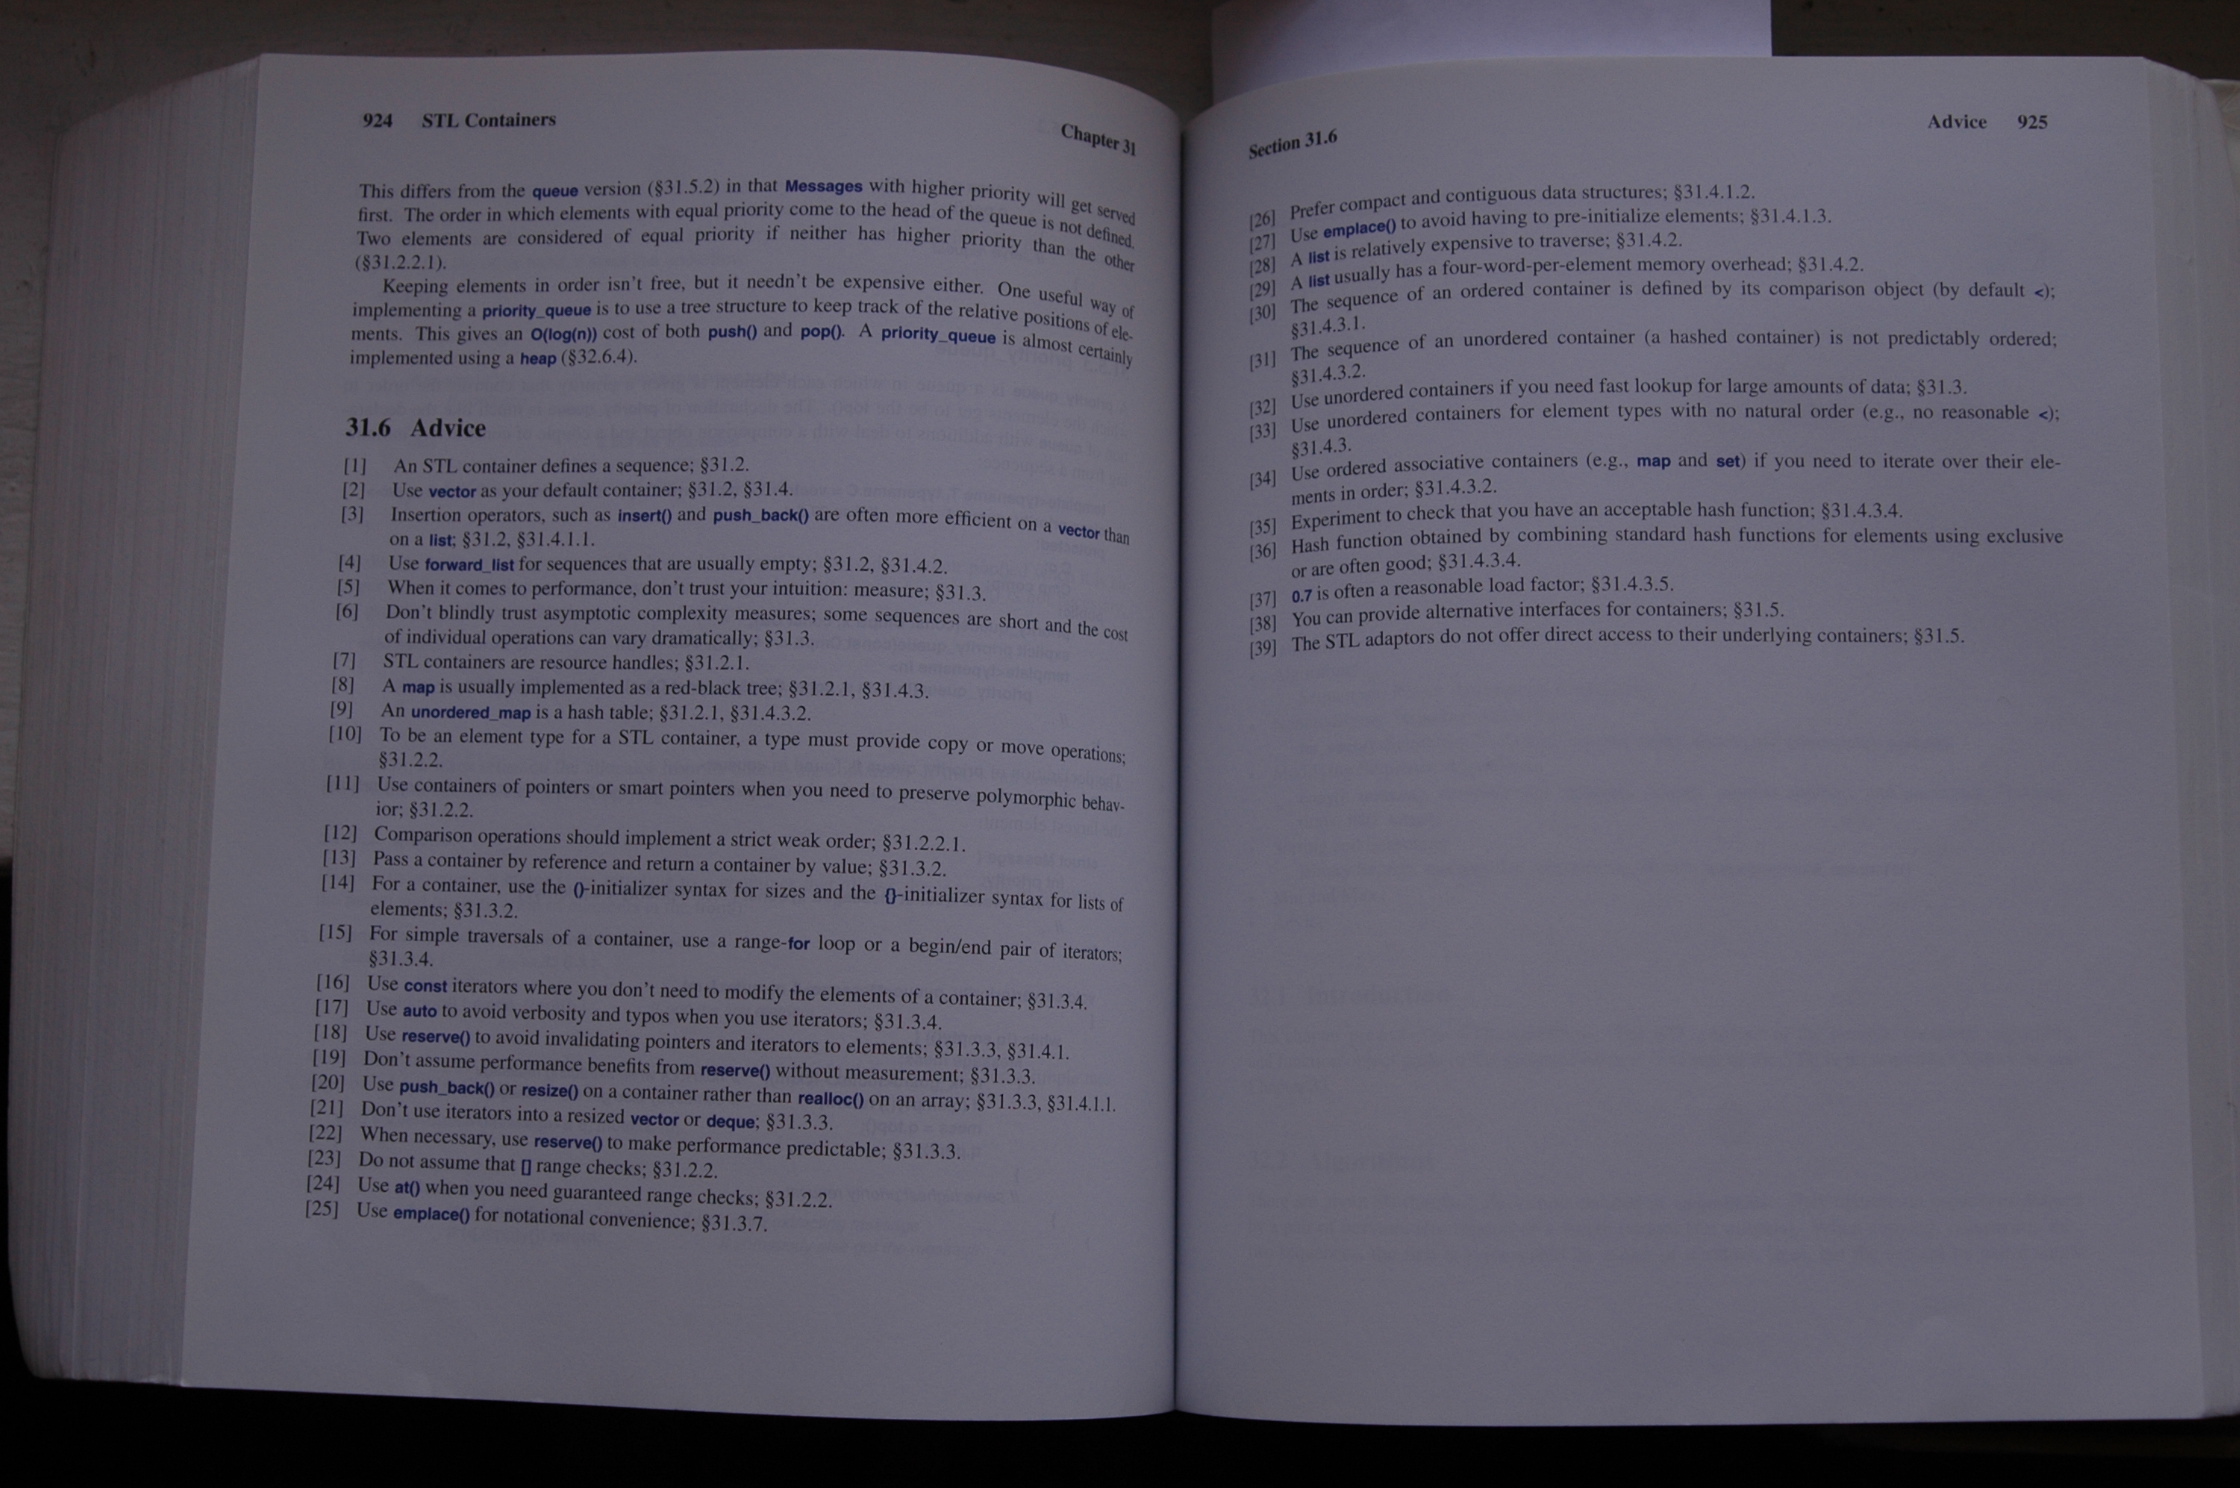 924 STL Containers Chapter 31
This differs from the queue version (§31.5.2) in that Messages with higher priority will get served
first. The order in which elements with equal priority come to the head of the queue is not defined.
Two elements are considered of equal priority if neither has higher priority than the other
(§31.2.2.1).
Keeping elements in order isn't free, but it needn't be expensive either. One useful way of
implementing a priority_queue is to use a tree structure to keep track of the relative positions of ele-
ments. This gives an O(log(n)) cost of both push() and pop(). A priority_queue is almost certainly
implemented using a heap (§32.6.4).
31.6 Advice
[1] An STL container defines a sequence; §31.2.
[2] Use vector as your default container; §31.2, §31.4.
[3] Insertion operators, such as insert() and push_back() are often more efficient on a vector than
on a list; §31.2, §31.4.1.1.
[4] Use forward_list for sequences that are usually empty; §31.2, §31.4.2.
[5] When it comes to performance, don't trust your intuition: measure; §31.3.
[6] Don't blindly trust asymptotic complexity measures; some sequences are short and the cost
of individual operations can vary dramatically; §31.3.
[7] STL containers are resource handles; §31.2.1.
[8] A map is usually implemented as a red-black tree; §31.2.1, §31.4.3.
[9] An unordered_map is a hash table; §31.2.1, §31.4.3.2.
[10] To be an element type for a STL container, a type must provide copy or move operations;
§31.2.2.
[11] Use containers of pointers or smart pointers when you need to preserve polymorphic behav-
ior; §31.2.2.
[12] Comparison operations should implement a strict weak order; §31.2.2.1.
[13] Pass a container by reference and return a container by value; §31.3.2.
[14] For a container, use the ()-initializer syntax for sizes and the {}-initializer syntax for lists of
elements; §31.3.2.
[15] For simple traversals of a container, use a range-for loop or a begin/end pair of iterators;
§31.3.4.
[16] Use const iterators where you don't need to modify the elements of a container; §31.3.4.
[17] Use auto to avoid verbosity and typos when you use iterators; §31.3.4.
[18] Use reserve() to avoid invalidating pointers and iterators to elements; §31.3.3, §31.4.1.
[19] Don't assume performance benefits from reserve() without measurement; §31.3.3.
[20] Use push_back() or resize() on a container rather than realloc() on an array; §31.3.3, §31.4.1.1.
[21] Don't use iterators into a resized vector or deque; §31.3.3.
[22] When necessary, use reserve() to make performance predictable; §31.3.3.
[23] Do not assume that [] range checks; §31.2.2.
[24] Use at() when you need guaranteed range checks; §31.2.2.
[25] Use emplace() for notational convenience; §31.3.7.
Section 31.6 Advice 925
[26] Prefer compact and contiguous data structures; §31.4.1.2.
[27] Use emplace() to avoid having to pre-initialize elements; §31.4.1.3.
[28] A list is relatively expensive to traverse; §31.4.2.
[29] A list usually has a four-word-per-element memory overhead; §31.4.2.
[30] The sequence of an ordered container is defined by its comparison object (by default <);
§31.4.3.1.
[31] The sequence of an unordered container (a hashed container) is not predictably ordered;
§31.4.3.2.
[32] Use unordered containers if you need fast lookup for large amounts of data; §31.3.
[33] Use unordered containers for element types with no natural order (e.g., no reasonable <);
§31.4.3.
[34] Use ordered associative containers (e.g., map and set) if you need to iterate over their ele-
ments in order; §31.4.3.2.
[35] Experiment to check that you have an acceptable hash function; §31.4.3.4.
[36] Hash function obtained by combining standard hash functions for elements using exclusive
or are often good; §31.4.3.4.
[37] 0.7 is often a reasonable load factor; §31.4.3.5.
[38] You can provide alternative interfaces for containers; §31.5.
[39] The STL adaptors do not offer direct access to their underlying containers; §31.5.